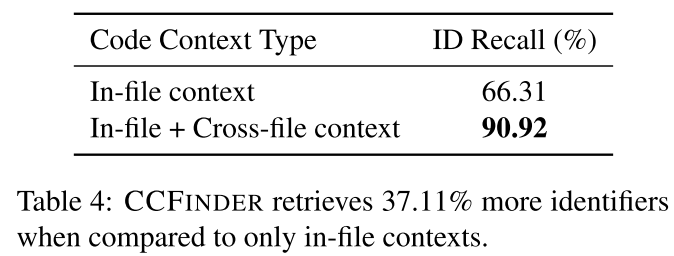 Code Context Type ID Recall (%)
In-file context 66.31
In-file + Cross-file context 90.92
Table 4: CCFINDER retrieves 37.11% more identifiers
when compared to only in-file contexts.